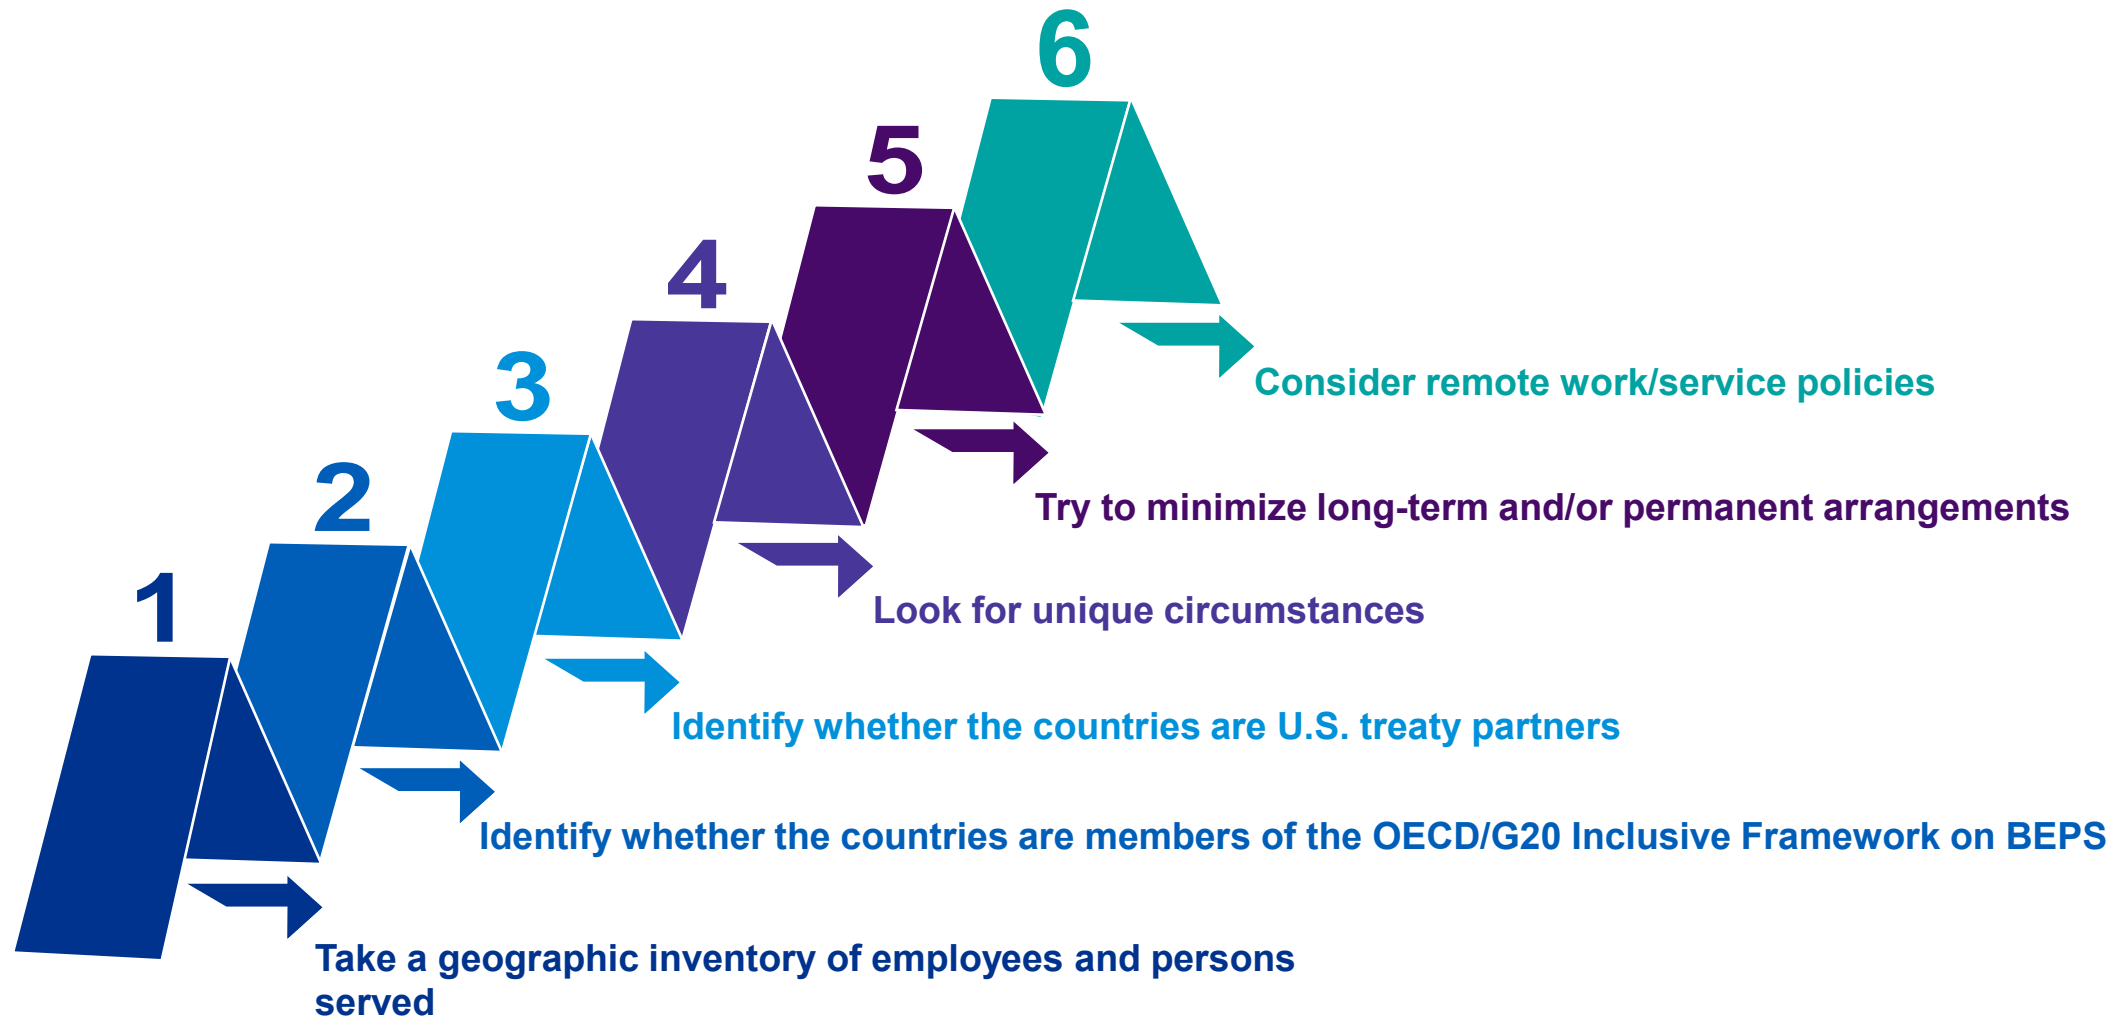 6
Consider remote work/service policies
5
Try to minimize long-term and/or permanent arrangements
4
Look for unique circumstances
3
Identify whether the countries are U.S. treaty partners
2
Identify whether the countries are members of the OECD/G20 Inclusive Framework on BEPS
1
Take a geographic inventory of employees and persons
served